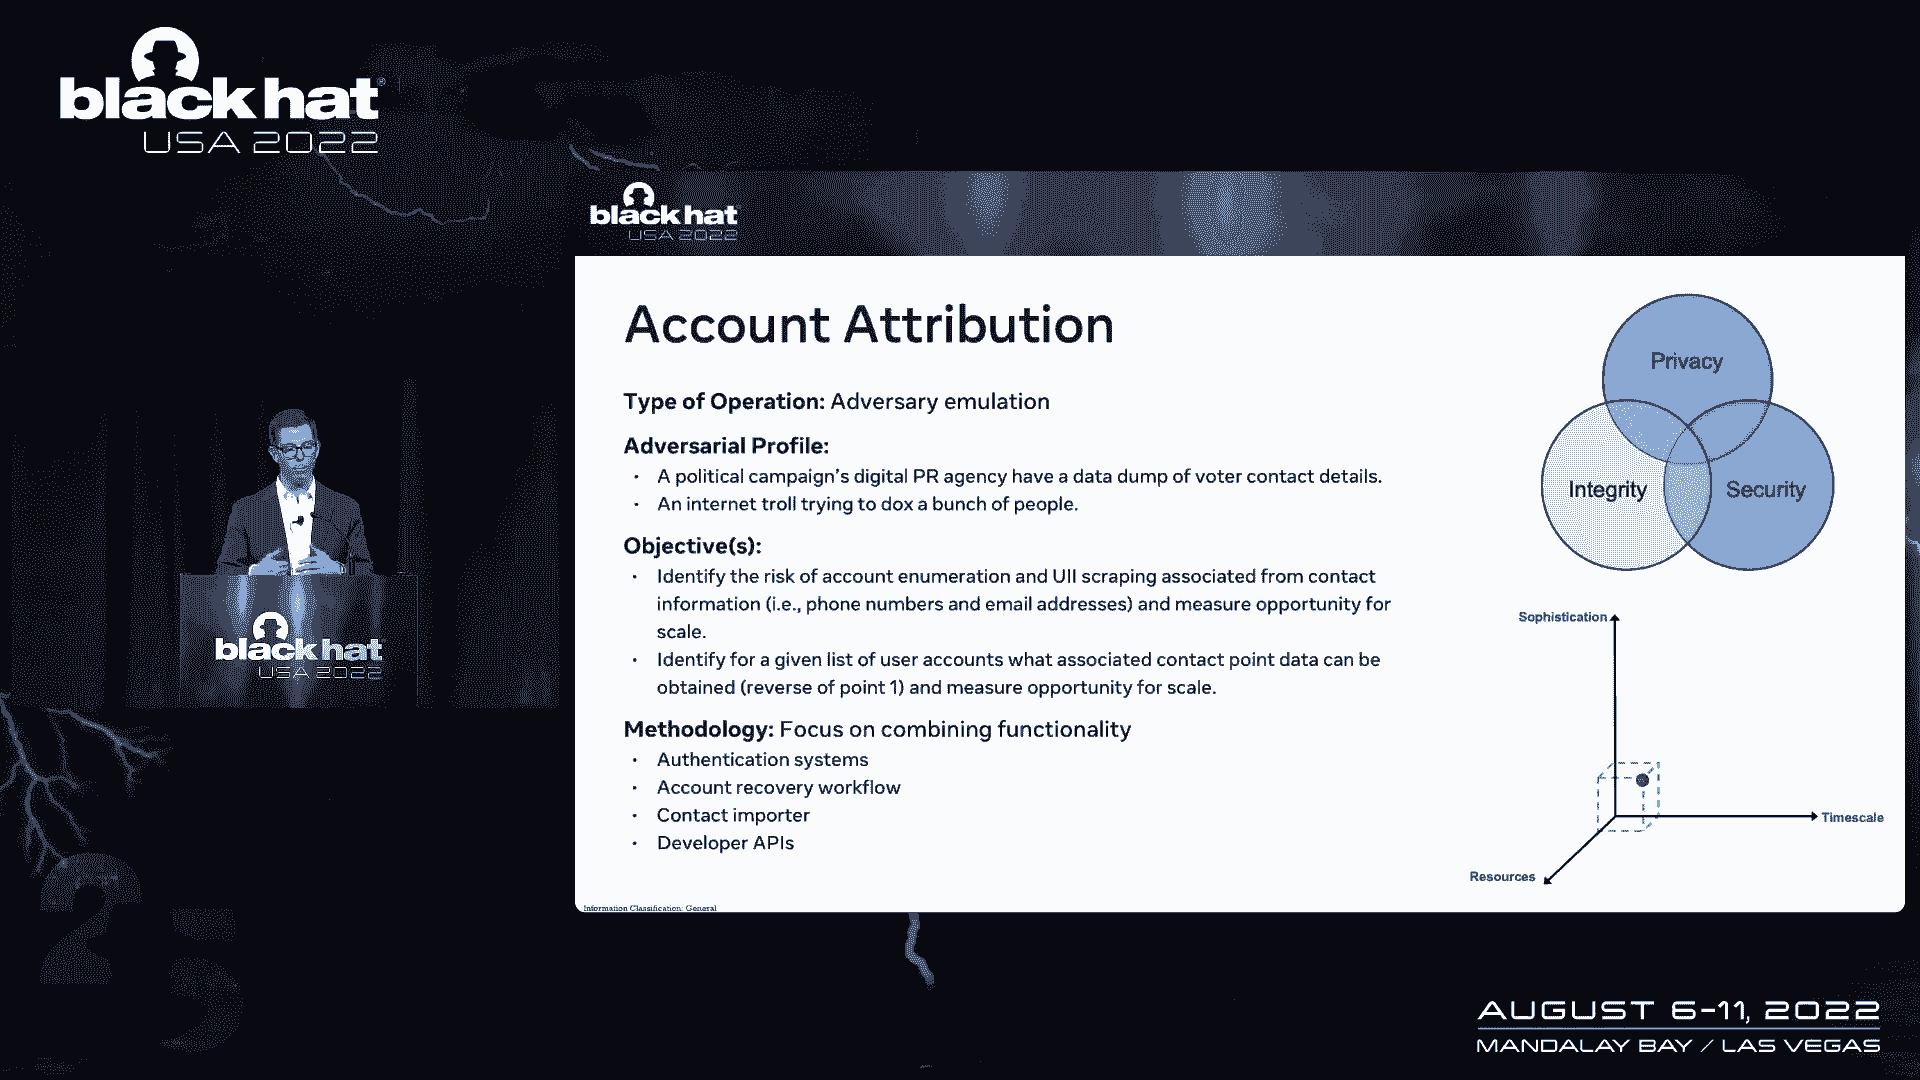 black hat®
USA 2022
black hat
USA 2022
Account Attribution
Type of Operation: Adversary emulation
Adversarial Profile:
• A political campaign's digital PR agency have a data dump of voter contact details.
• An internet troll trying to dox a bunch of people.
Objective(s):
• Identify the risk of account enumeration and UII scraping associated from contact
information (i.e., phone numbers and email addresses) and measure opportunity for
scale.
• Identify for a given list of user accounts what associated contact point data can be
obtained (reverse of point 1) and measure opportunity for scale.
Methodology: Focus on combining functionality
• Authentication systems
• Account recovery workflow
• Contact importer
• Developer APIs
Information Classification: General
Privacy
Integrity
Security
Sophistication
Timescale
Resources
black hat
USA 2022
25
AUGUST 6-11, 2022
MANDALAY BAY / LAS VEGAS